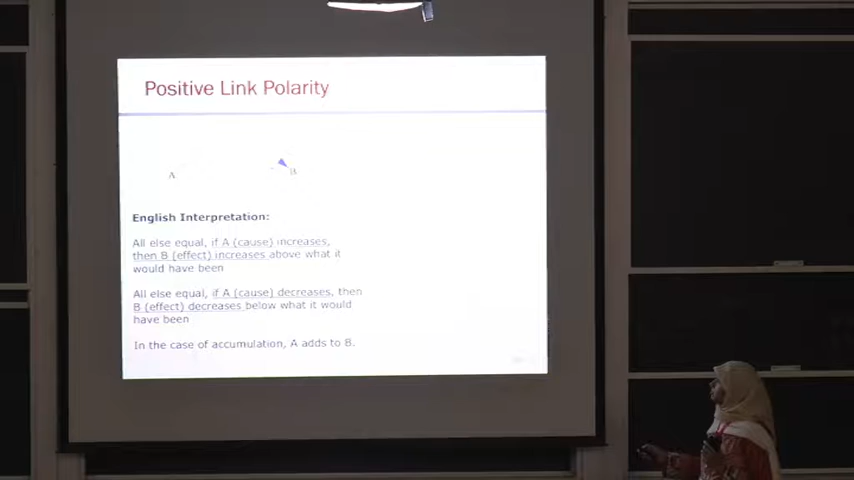 Positive Link Polarity
A
B
English Interpretation:
All else equal, if A (cause) increases,
then B (effect) increases above what it
would have been
All else equal, if A (cause) decreases, then
B (effect) decreases below what it would
have been
In the case of accumulation, A adds to B.